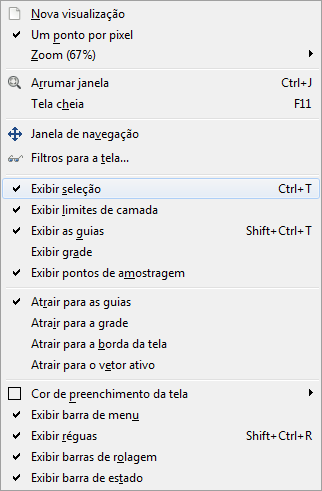 Nova visualização
Um ponto por pixel
Zoom (67%)
Arrumar janela Ctrl+J
Tela cheia F11
Janela de navegação
Filtros para a tela...
Exibir seleção Ctrl+T
Exibir limites de camada
Exibir as guias Shift+Ctrl+T
Exibir grade
Exibir pontos de amostragem
Atrair para as guias
Atrair para a grade
Atrair para a borda da tela
Atrair para o vetor ativo
Cor de preenchimento da tela
Exibir barra de menu
Exibir réguas Shift+Ctrl+R
Exibir barras de rolagem
Exibir barra de estado